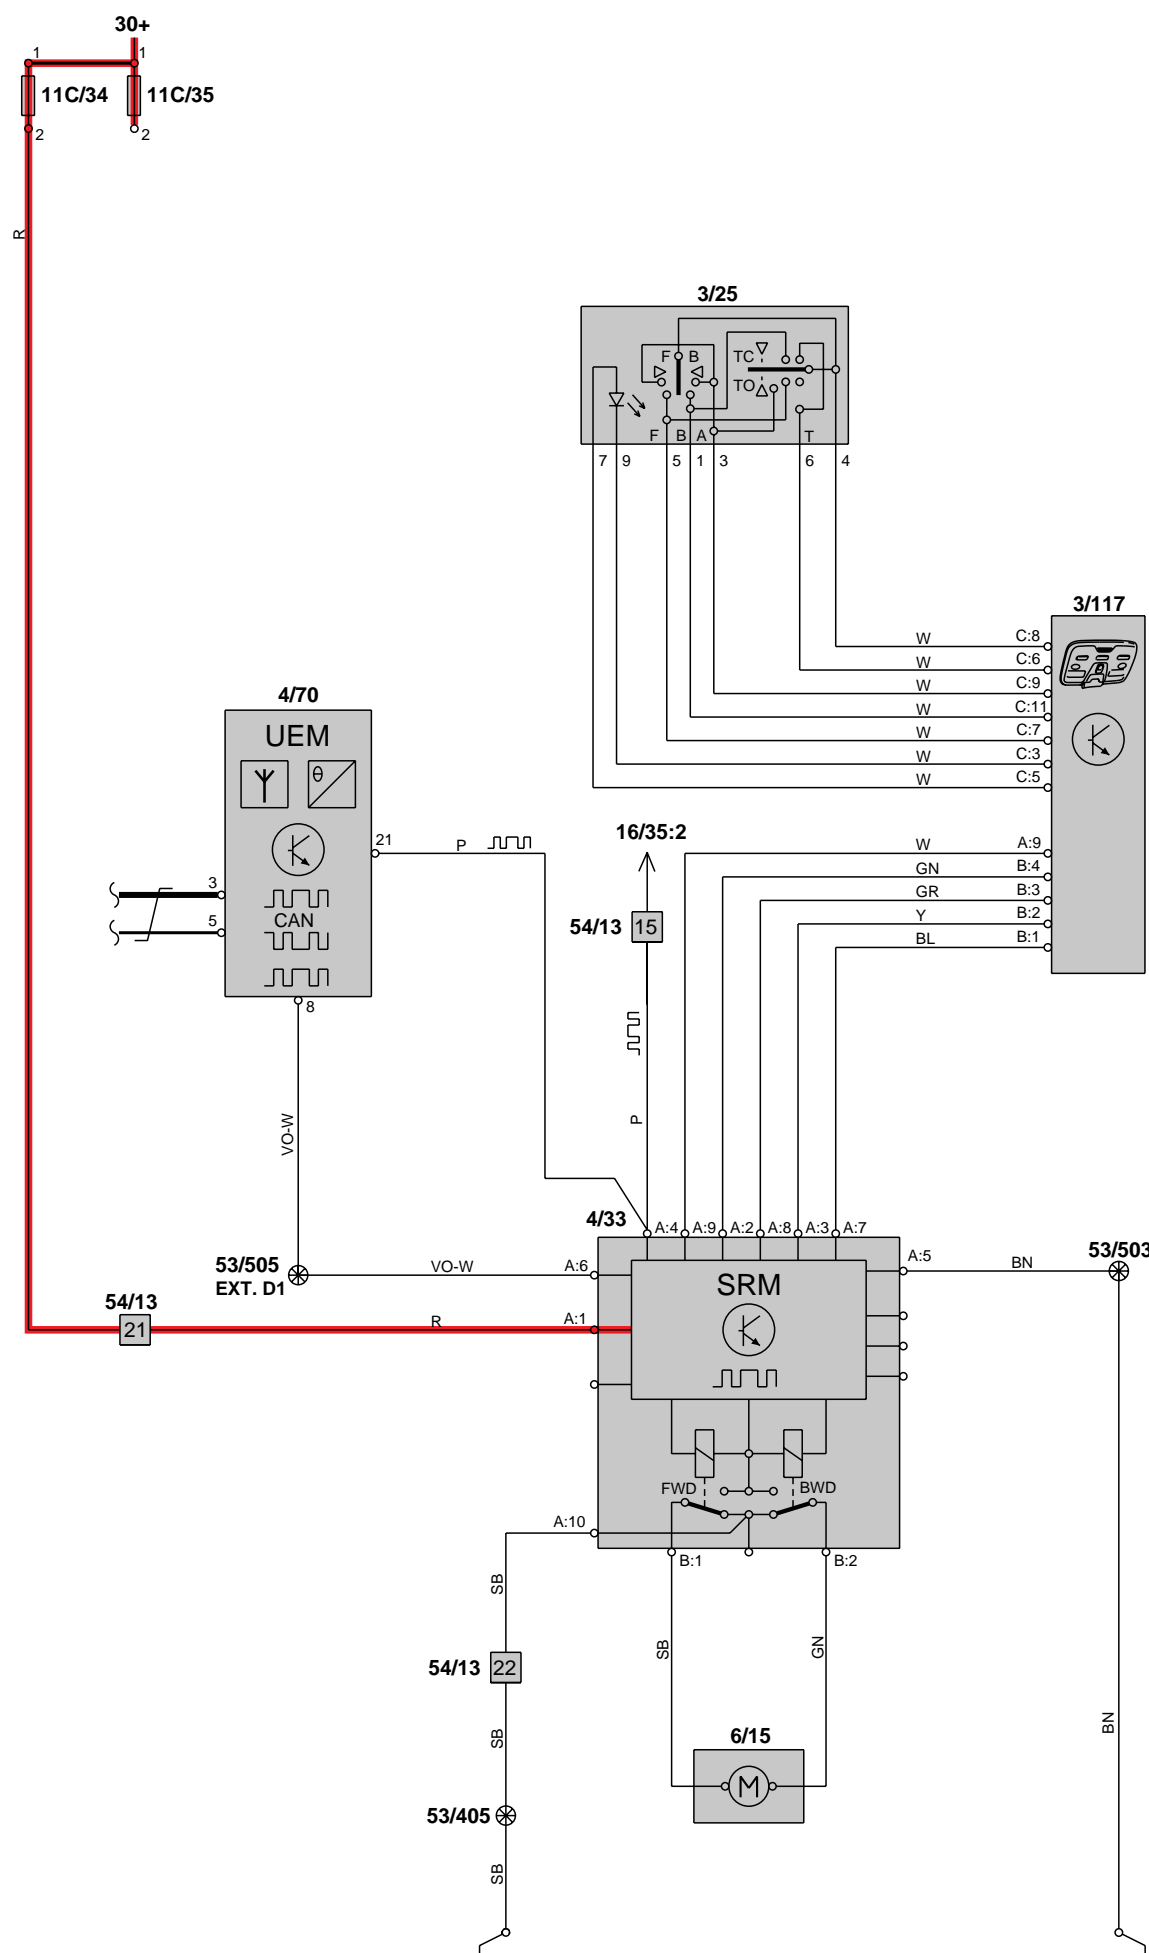 30+
1
1
11C/34
11C/35
2
2
R
3/25
F B
TC
TO
F B A T
7 9 5 1 3 6 4
3/117
W C:8
W C:6
W C:9
W C:11
W C:7
W C:3
W C:5
4/70
UEM
θ
21
P
3
5
CAN
8
16/35:2
54/13 15
W A:9
GN B:4
GR B:3
Y B:2
BL B:1
VO-W
P
4/33
A:4 A:9 A:2 A:8 A:3 A:7
53/505
EXT. D1
VO-W
A:6
A:5
BN
53/503
SRM
54/13
21
R
A:1
FWD BWD
A:10
B:1 B:2
SB
SB
GN
54/13 22
SB
BN
6/15
M
53/405
SB